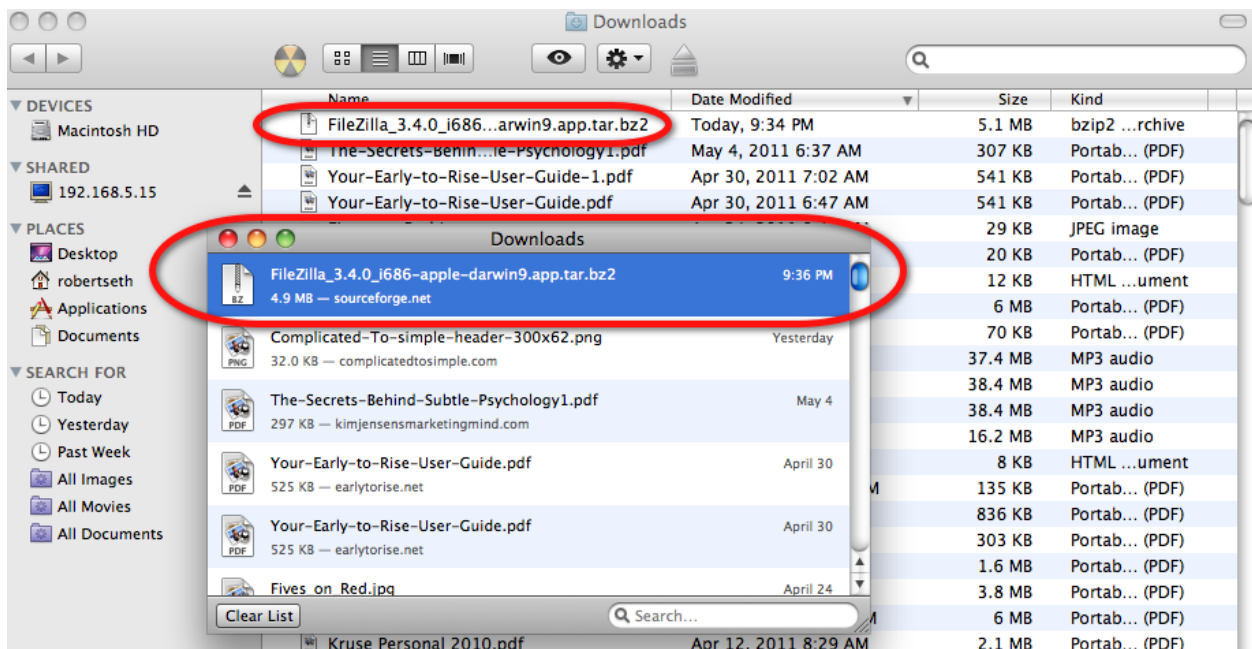 Downloads
Name Date Modified Size Kind
DEVICES
Macintosh HD
SHARED
192.168.5.15
PLACES
Desktop
robertseth
Applications
Documents
SEARCH FOR
Today
Yesterday
Past Week
All Images
All Movies
All Documents
FileZilla_3.4.0_i686...arwin9.app.tar.bz2 Today, 9:34 PM 5.1 MB bzip2 ...rchive
The-Secrets-Behin...le-Psychology1.pdf May 4, 2011 6:37 AM 307 KB Portab... (PDF)
Your-Early-to-Rise-User-Guide-1.pdf Apr 30, 2011 7:02 AM 541 KB Portab... (PDF)
Your-Early-to-Rise-User-Guide.pdf Apr 30, 2011 6:47 AM 541 KB Portab... (PDF)
29 KB JPEG image
20 KB Portab... (PDF)
12 KB HTML ...ument
6 MB Portab... (PDF)
70 KB Portab... (PDF)
37.4 MB MP3 audio
38.4 MB MP3 audio
38.4 MB MP3 audio
16.2 MB MP3 audio
8 KB HTML ...ument
135 KB Portab... (PDF)
836 KB Portab... (PDF)
303 KB Portab... (PDF)
1.6 MB Portab... (PDF)
3.8 MB Portab... (PDF)
6 MB Portab... (PDF)
Kruse Personal 2010.pdf Apr 12, 2011 8:29 AM 2.1 MB Portab... (PDF)
Downloads
FileZilla_3.4.0_i686-apple-darwin9.app.tar.bz2 9:36 PM
BZ 4.9 MB — sourceforge.net
Complicated-To-simple-header-300x62.png Yesterday
PNG 32.0 KB — complicatedtosimple.com
The-Secrets-Behind-Subtle-Psychology1.pdf May 4
PDF 297 KB — kimjensensmarketingmind.com
Your-Early-to-Rise-User-Guide.pdf April 30
PDF 525 KB — earlytorise.net
Your-Early-to-Rise-User-Guide.pdf April 30
PDF 525 KB — earlytorise.net
Fives on Red.jpg April 24
Clear List Search...